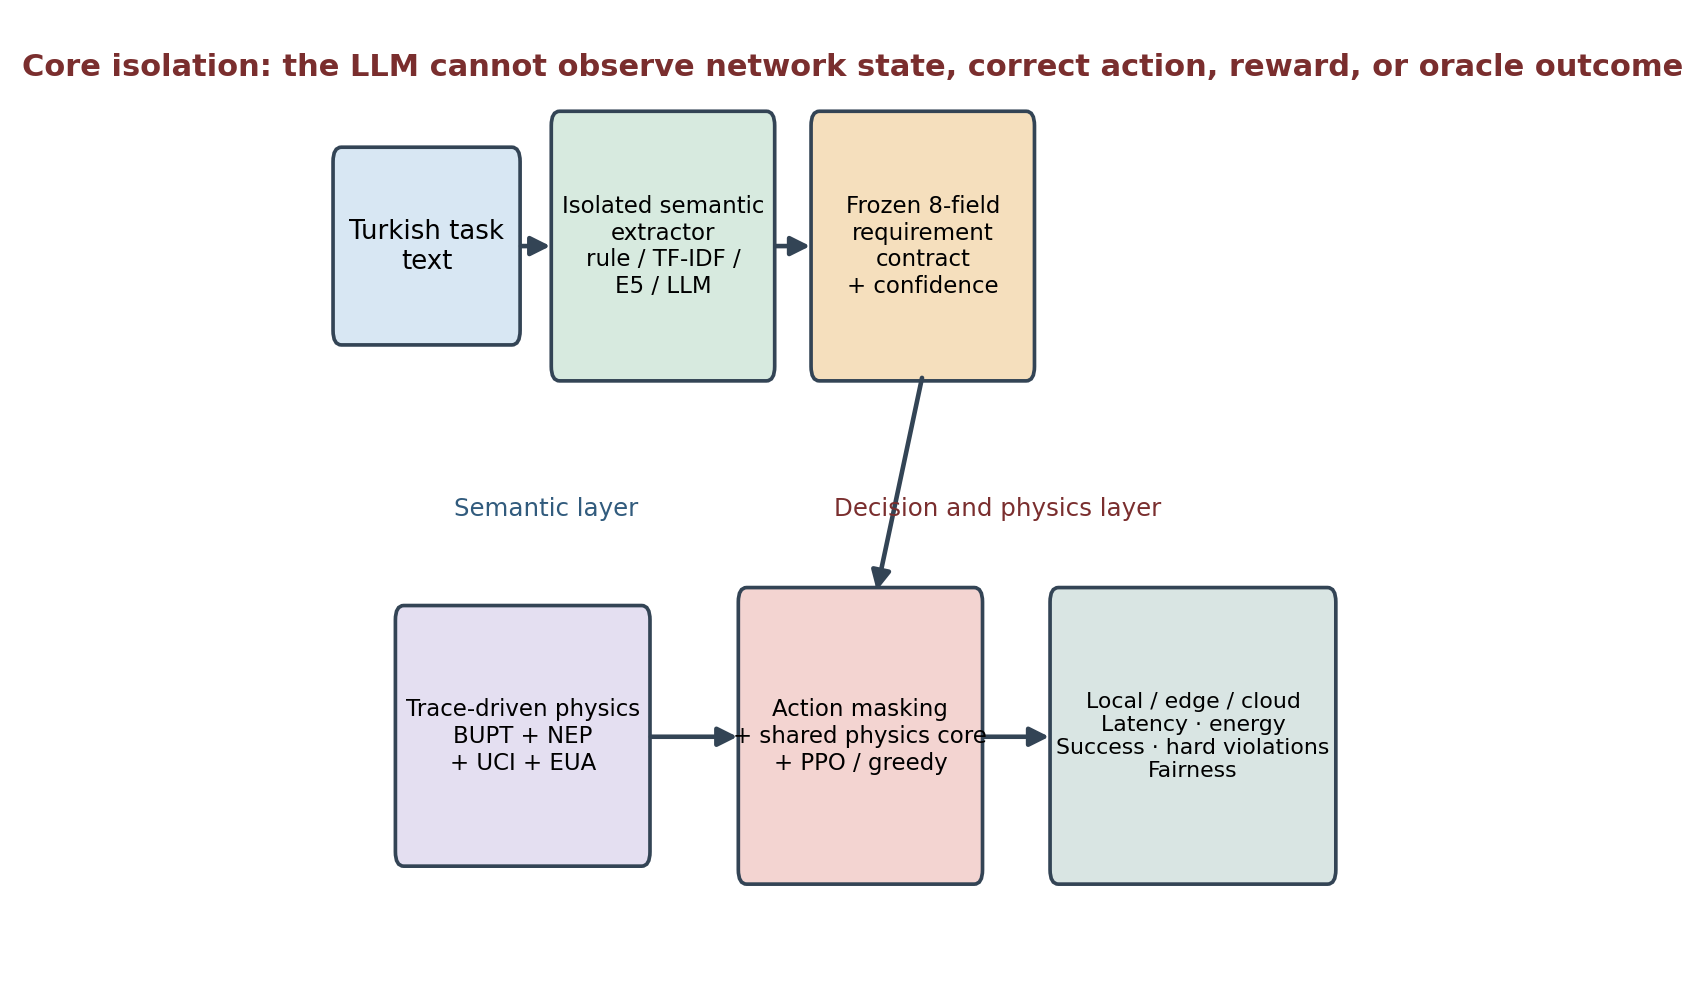 Core isolation: the LLM cannot observe network state, correct action, reward, or oracle outcome
Turkish task
text
Isolated semantic
extractor
rule / TF-IDF /
E5 / LLM
Frozen 8-field
requirement
contract
+ confidence
Semantic layer
Decision and physics layer
Trace-driven physics
BUPT + NEP
+ UCI + EUA
Action masking
+ shared physics core
+ PPO / greedy
Local / edge / cloud
Latency · energy
Success · hard violations
Fairness